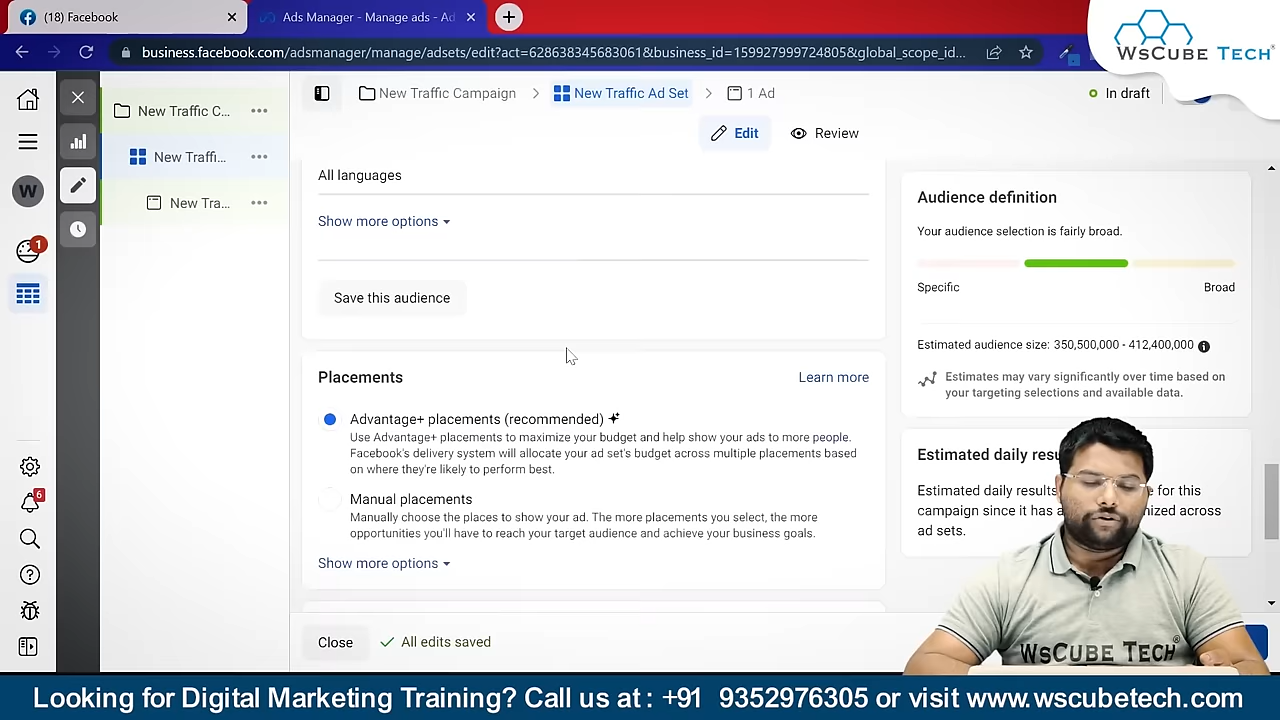 (18) Facebook
Ads Manager - Manage ads - Ad
WsCube Tech
business.facebook.com/adsmanager/manage/adsets/edit?act=628638345683061&business_id=1599279997248​05&global_scope_id...
New Traffic C...
New Traffic Campaign
New Traffic Ad Set
1 Ad
In draft
Edit
Review
W
New Traffi...
New Tra...
1
6
All languages
Show more options
Save this audience
Placements
Learn more
Advantage+ placements (recommended)
Use Advantage+ placements to maximize your budget and help show your ads to more people.
Facebook's delivery system will allocate your ad set's budget across multiple placements based
on where they're likely to perform best.
Manual placements
Manually choose the places to show your ad. The more placements you select, the more
opportunities you'll have to reach your target audience and achieve your business goals.
Show more options
Close
All edits saved
Audience definition
Your audience selection is fairly broad.
Specific
Broad
Estimated audience size: 350,500,000 - 412,400,000
Estimates may vary significantly over time based on
your targeting selections and available data.
Estimated daily resu
Estimated daily results
e for this
campaign since it has a
nized across
ad sets.
WsCube Tech®
Looking for Digital Marketing Training? Call us at : +91 9352976305 or visit www.wscubetech.com